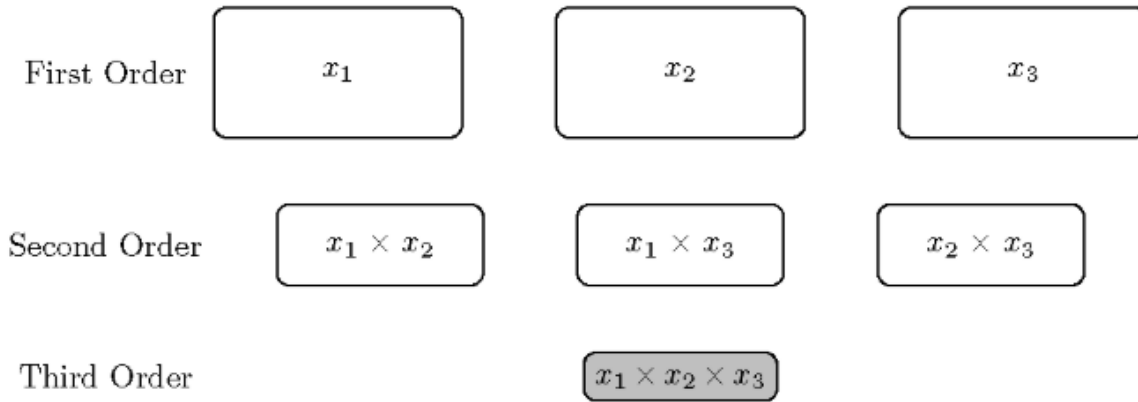 First Order x₁ x₂ x₃
Second Order x₁ × x₂ x₁ × x₃ x₂ × x₃
Third Order x₁ × x₂ × x₃